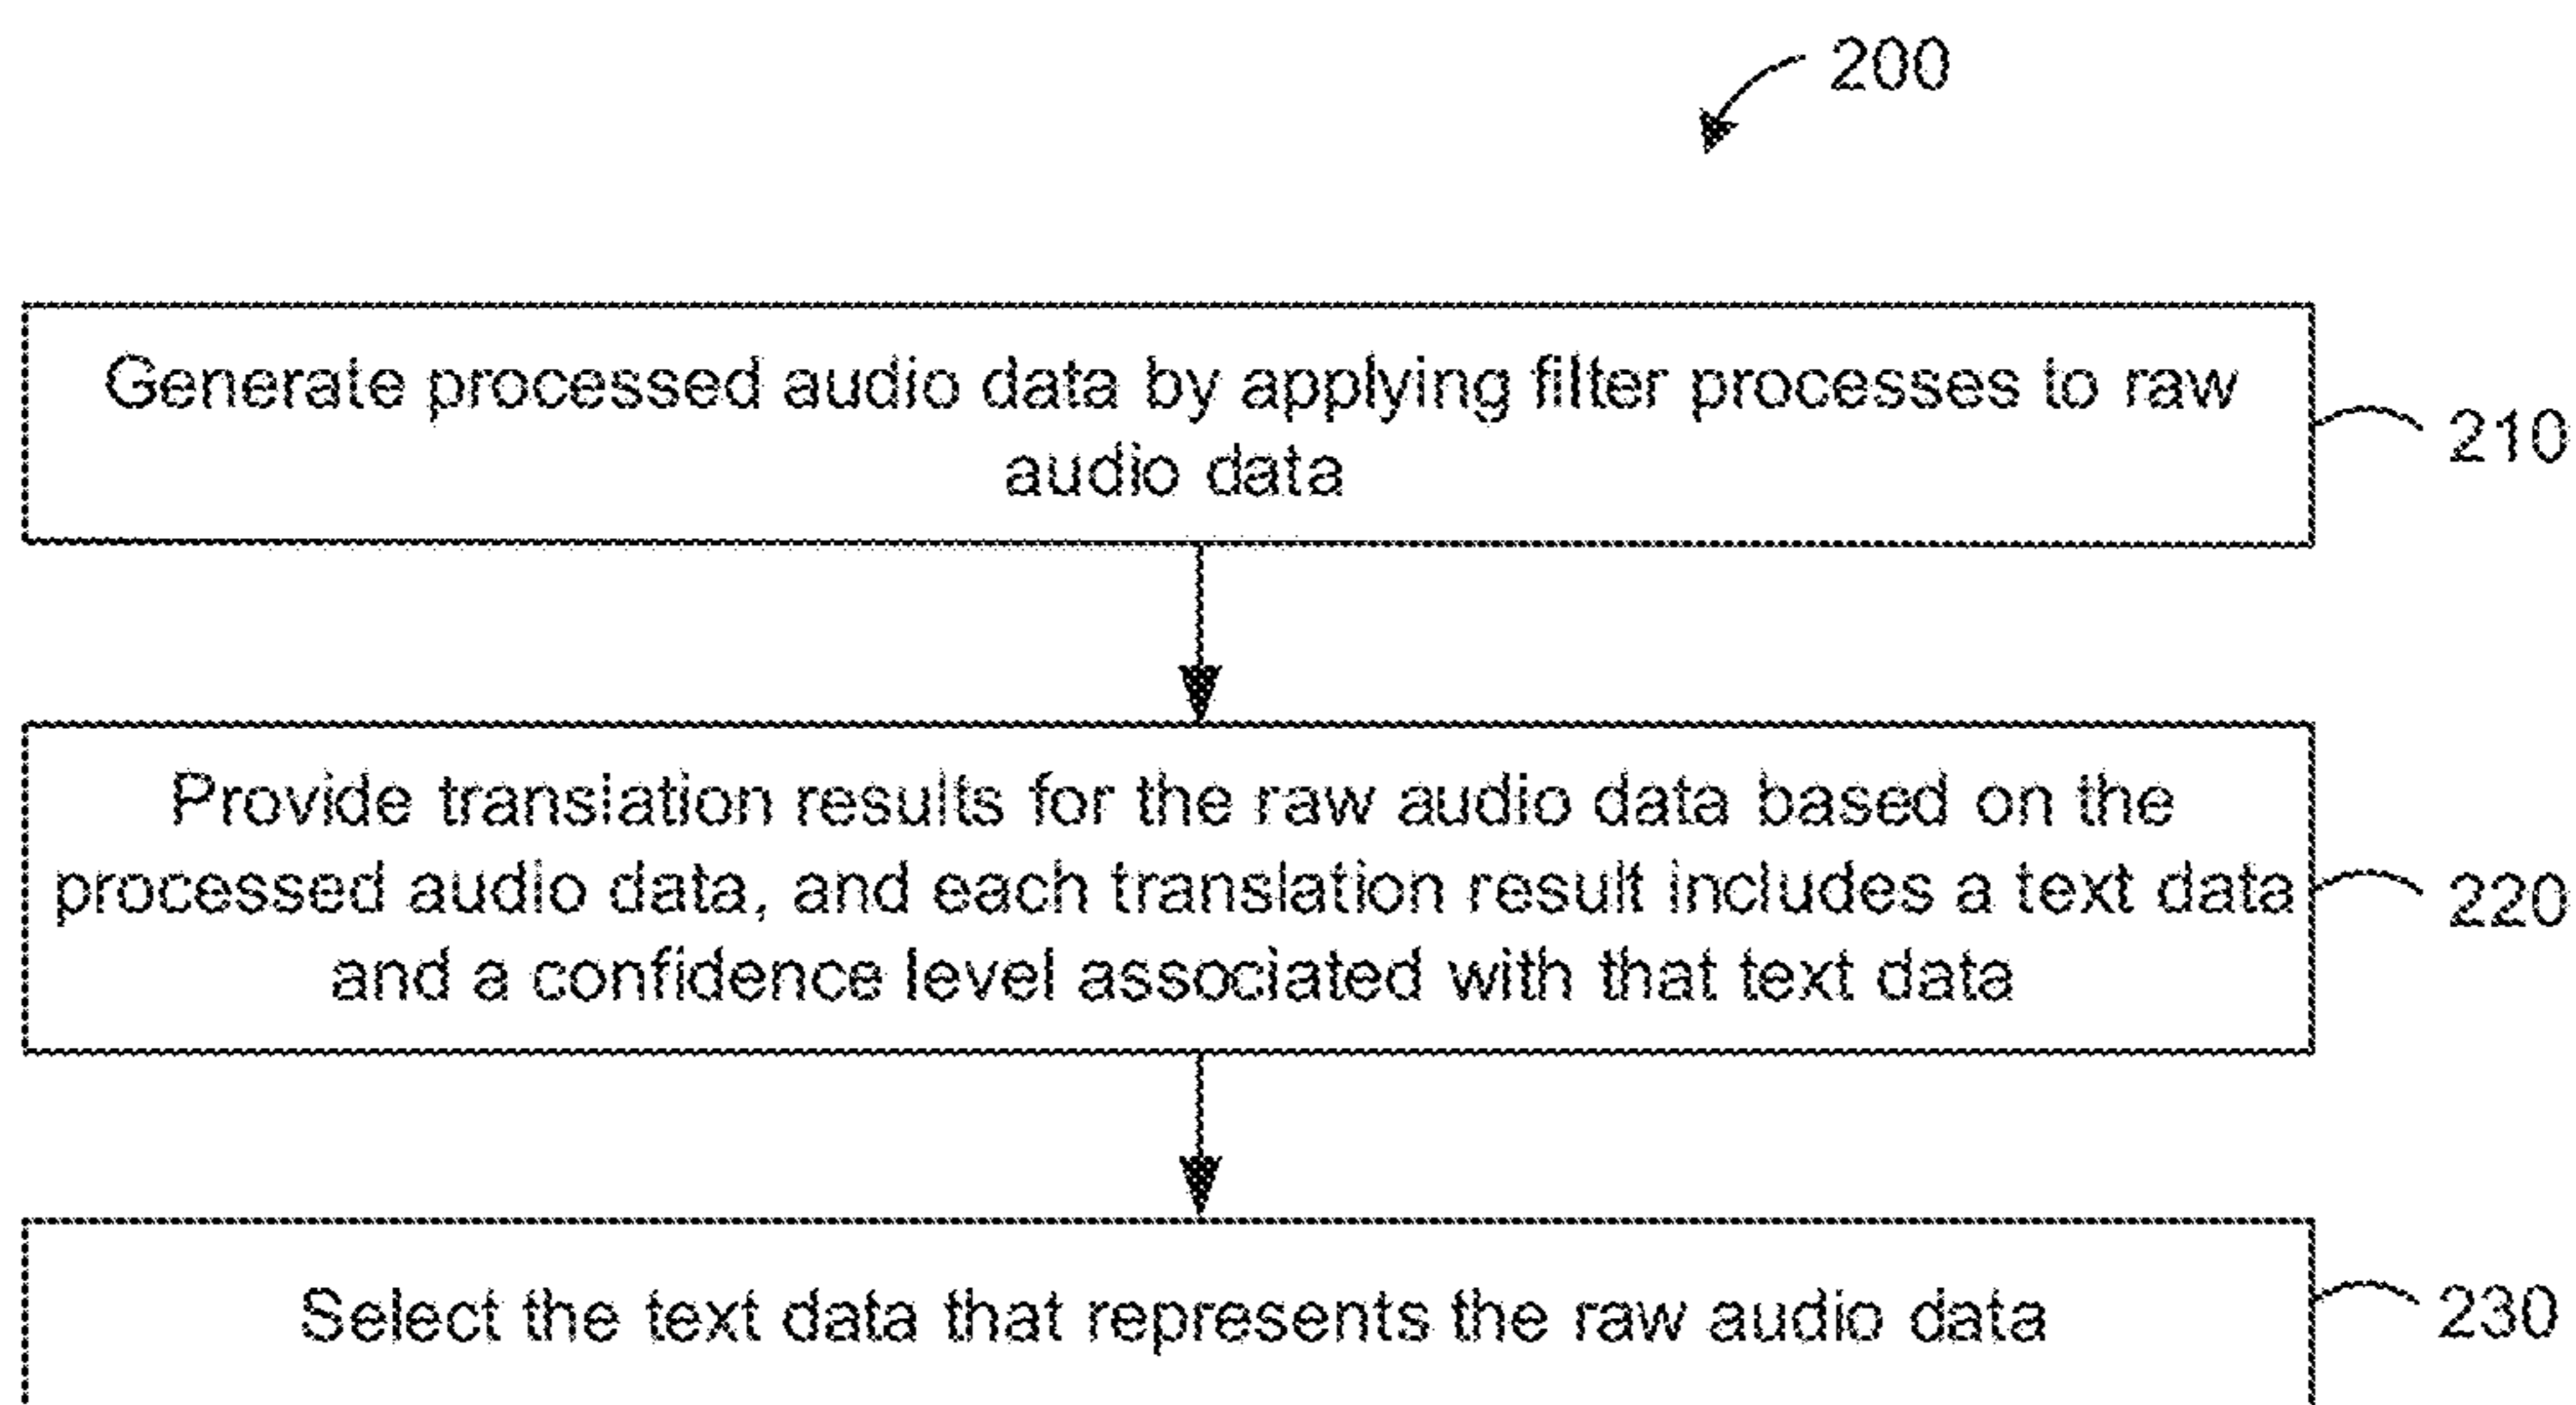 200
Generate processed audio data by applying filter processes to raw
audio data
210
Provide translation results for the raw audio data based on the
processed audio data, and each translation result includes a text data
and a confidence level associated with that text data
220
Select the text data that represents the raw audio data
230